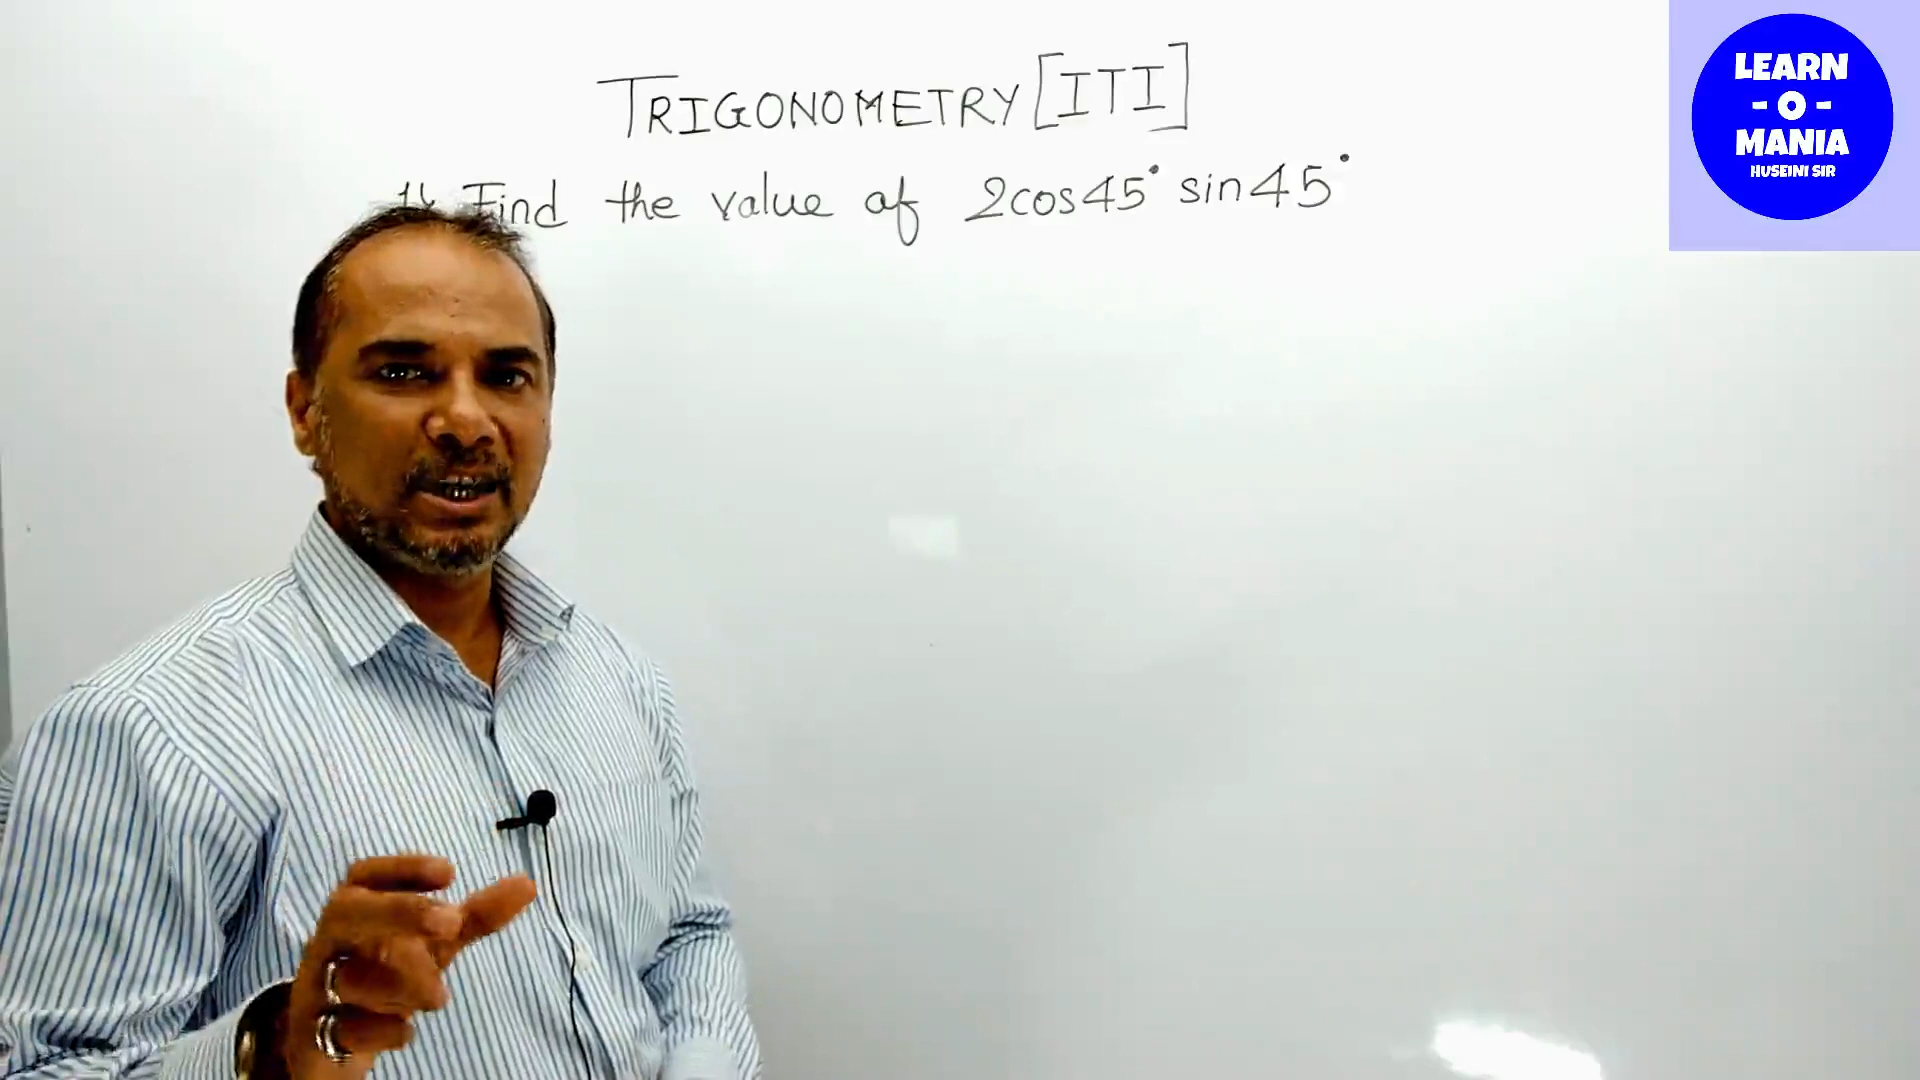 TRIGONOMETRY [ITI]
Find the value of 2cos45° sin45°
LEARN
-O-
MANIA
HUSEINI SIR